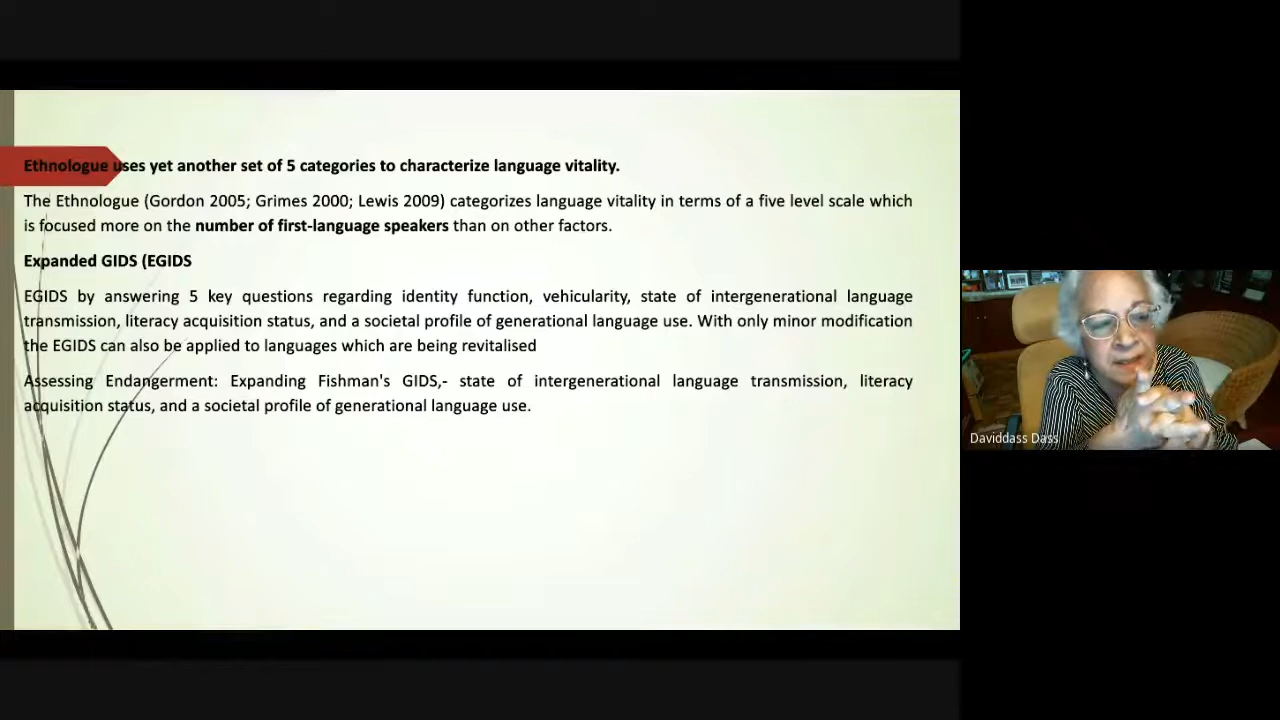 Ethnologue uses yet another set of 5 categories to characterize language vitality.
The Ethnologue (Gordon 2005; Grimes 2000; Lewis 2009) categorizes language vitality in terms of a five level scale which
is focused more on the number of first-language speakers than on other factors.
Expanded GIDS (EGIDS
EGIDS by answering 5 key questions regarding identity function, vehicularity, state of intergenerational language
transmission, literacy acquisition status, and a societal profile of generational language use. With only minor modification
the EGIDS can also be applied to languages which are being revitalised
Assessing Endangerment: Expanding Fishman's GIDS,- state of intergenerational language transmission, literacy
acquisition status, and a societal profile of generational language use.
Daviddass Dass